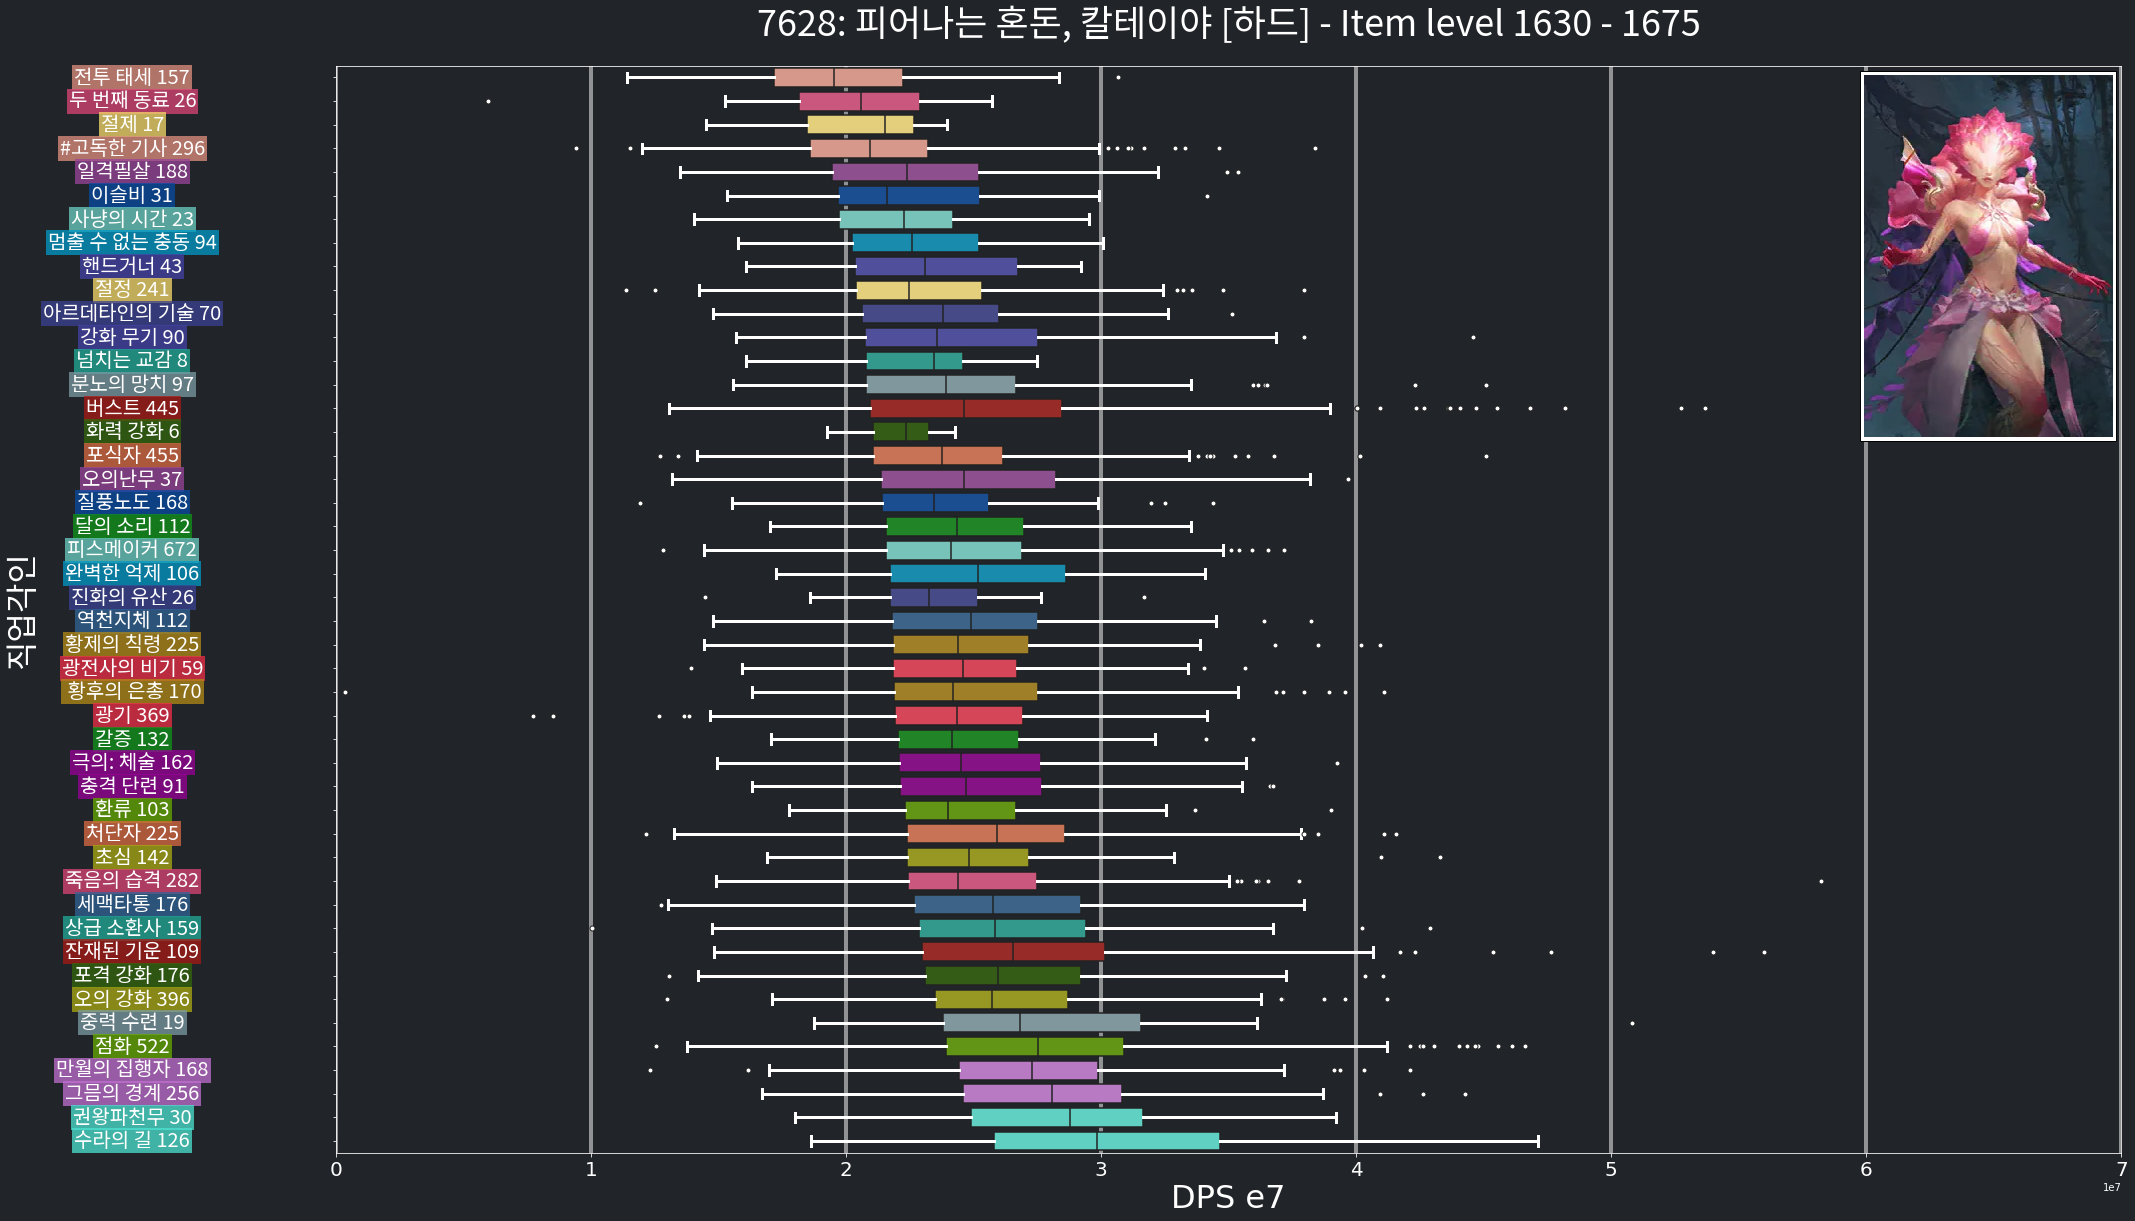 7628: 피어나는 혼돈, 칼테이야 [하드] - Item level 1630 - 1675
직업각인
전투 태세 157
두 번째 동료 26
절제 17
#고독한 기사 296
일격필살 188
이슬비 31
사냥의 시간 23
멈출 수 없는 충동 94
핸드거너 43
절정 241
아르데타인의 기술 70
강화 무기 90
넘치는 교감 8
분노의 망치 97
버스트 445
화력 강화 6
포식자 455
오의난무 37
질풍노도 168
달의 소리 112
피스메이커 672
완벽한 억제 106
진화의 유산 26
역천지체 112
황제의 칙령 225
광전사의 비기 59
황후의 은총 170
광기 369
갈증 132
극의: 체술 162
충격 단련 91
환류 103
처단자 225
초심 142
죽음의 습격 282
세맥타통 176
상급 소환사 159
잔재된 기운 109
포격 강화 176
오의 강화 396
중력 수련 19
점화 522
만월의 집행자 168
그믐의 경계 256
권왕파천무 30
수라의 길 126
0 1 2 3 4 5 6 7
1e7
DPS e7